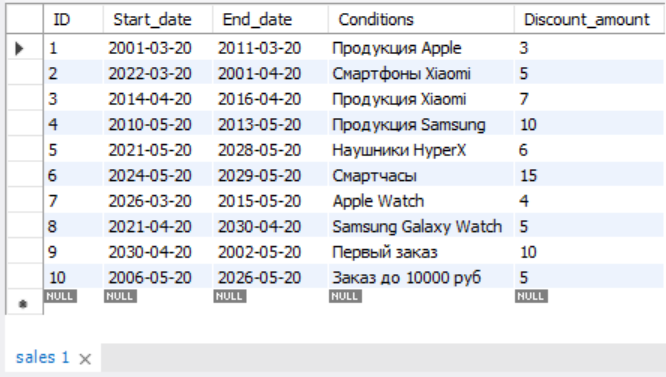 ID Start_date End_date Conditions Discount_amount
1 2001-03-20 2011-03-20 Продукция Apple 3
2 2022-03-20 2001-04-20 Смартфоны Xiaomi 5
3 2014-04-20 2016-04-20 Продукция Xiaomi 7
4 2010-05-20 2013-05-20 Продукция Samsung 10
5 2021-05-20 2028-05-20 Наушники HyperX 6
6 2024-05-20 2029-05-20 Смартчасы 15
7 2026-03-20 2015-05-20 Apple Watch 4
8 2021-04-20 2030-04-20 Samsung Galaxy Watch 5
9 2030-04-20 2002-05-20 Первый заказ 10
10 2006-05-20 2026-05-20 Заказ до 10000 руб 5
NULL NULL NULL NULL NULL
sales 1